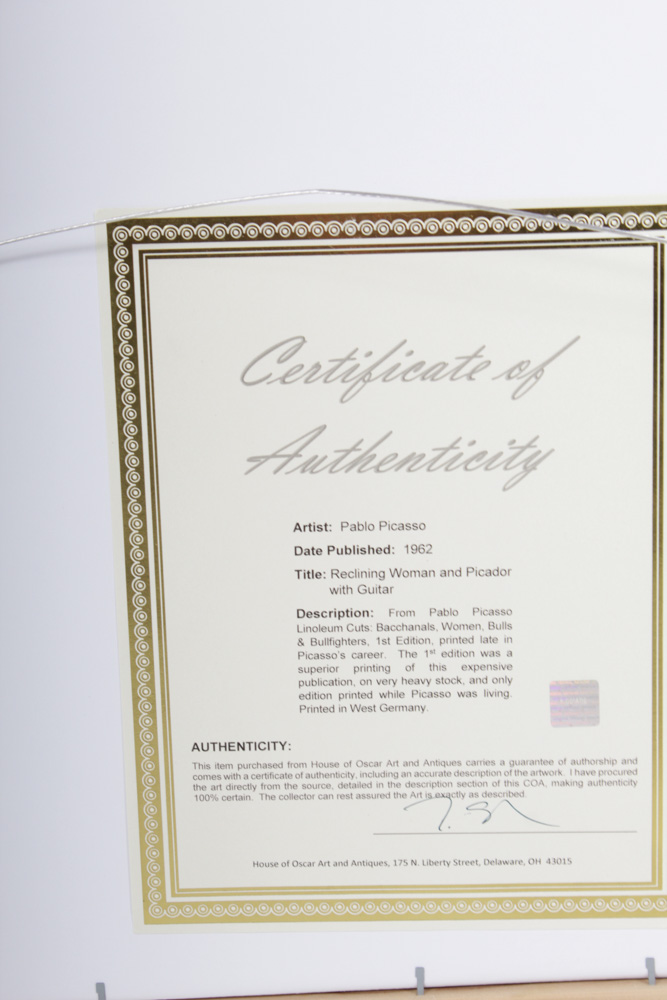 Certificate of
Authenticity
Artist: Pablo Picasso
Date Published: 1962
Title: Reclining Woman and Picador
with Guitar
Description: From Pablo Picasso
Linoleum Cuts: Bacchanals, Women, Bulls
& Bullfighters, 1st Edition, printed late in
Picasso's career. The 1st edition was a
superior printing of this expensive
publication, on very heavy stock, and only
edition printed while Picasso was living.
Printed in West Germany.
AUTHENTICITY:
This item purchased from House of Oscar Art and Antiques carries a guarantee of authorship and
comes with a certificate of authenticity, including an accurate description of the artwork. I have procured
the art directly from the source, detailed in the description section of this COA, making authenticity
100% certain. The collector can rest assured the Art is exactly as described.
House of Oscar Art and Antiques, 175 N. Liberty Street, Delaware, OH 43015